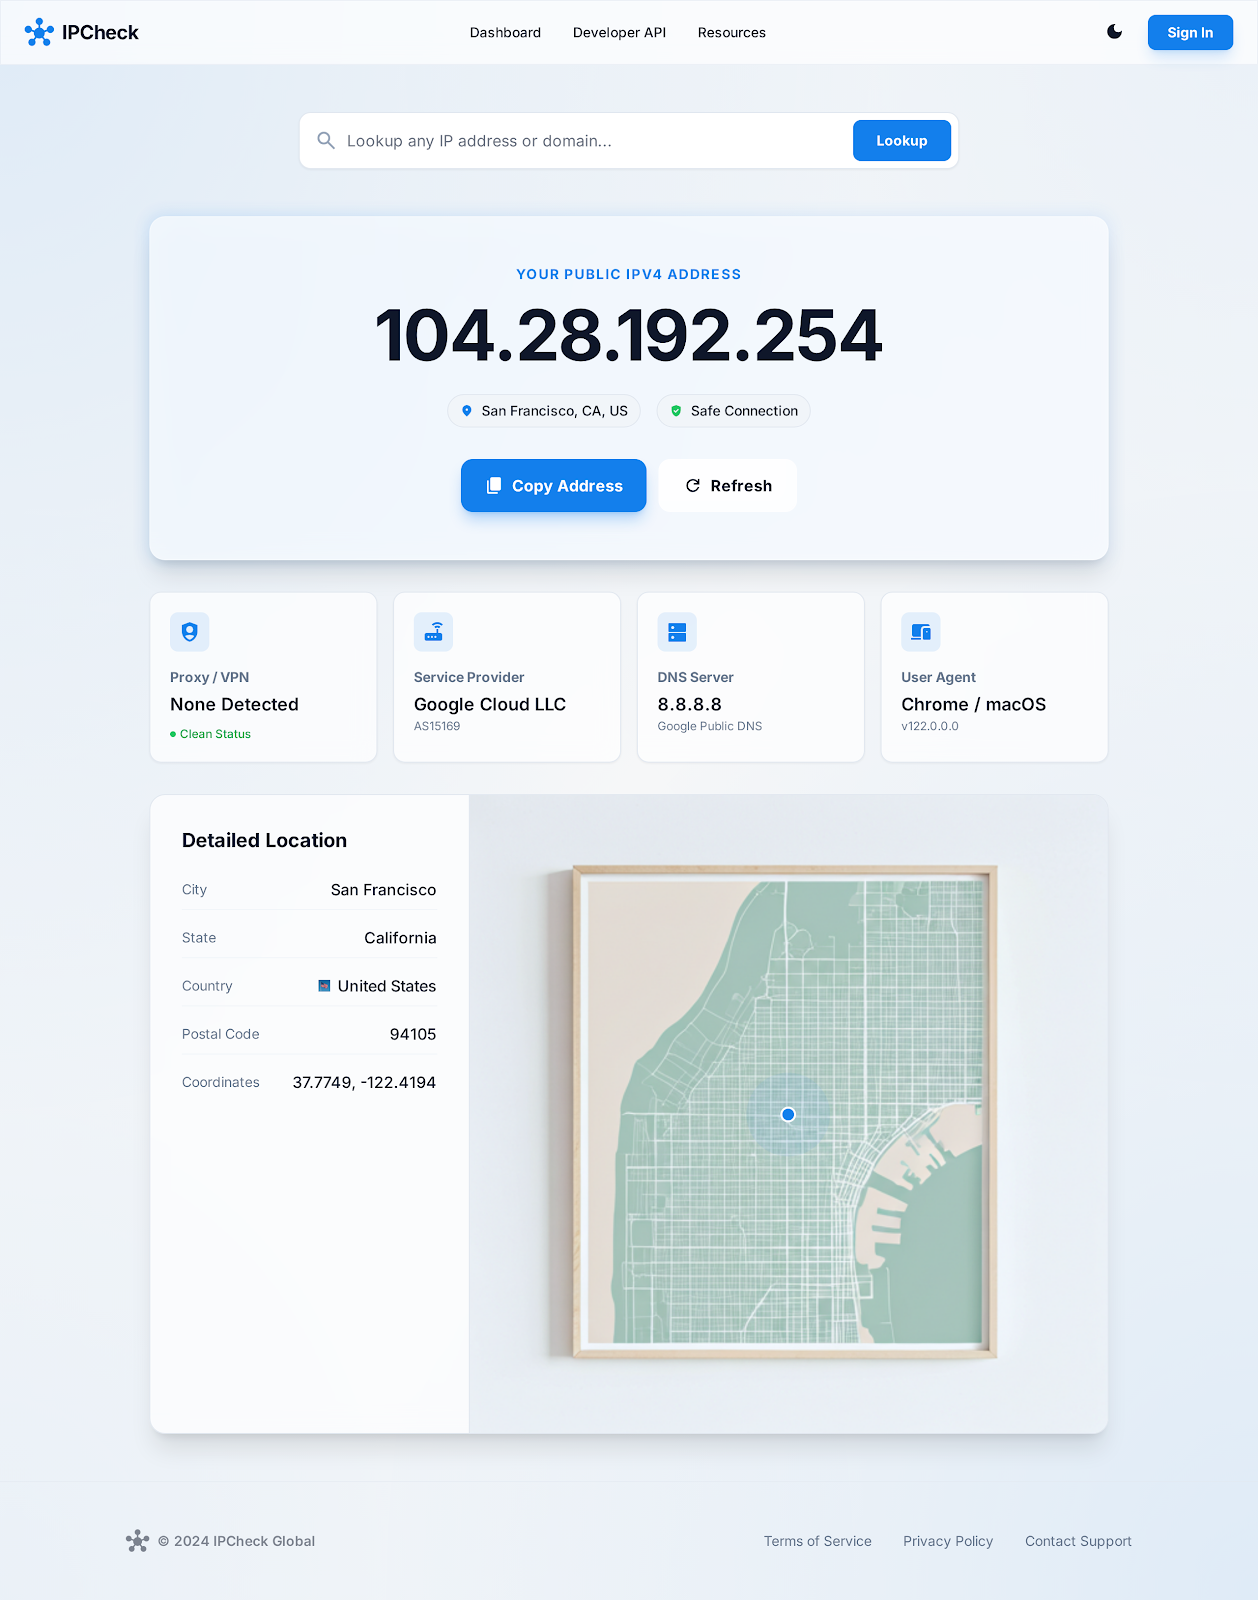 IPCheck
Dashboard Developer API Resources
Sign In
Lookup any IP address or domain...
Lookup
YOUR PUBLIC IPV4 ADDRESS
104.28.192.254
San Francisco, CA, US
Safe Connection
Copy Address
Refresh
Proxy / VPN
None Detected
Clean Status
Service Provider
Google Cloud LLC
AS15169
DNS Server
8.8.8.8
Google Public DNS
User Agent
Chrome / macOS
v122.0.0.0
Detailed Location
City San Francisco
State California
Country United States
Postal Code 94105
Coordinates 37.7749, -122.4194
© 2024 IPCheck Global
Terms of Service Privacy Policy Contact Support